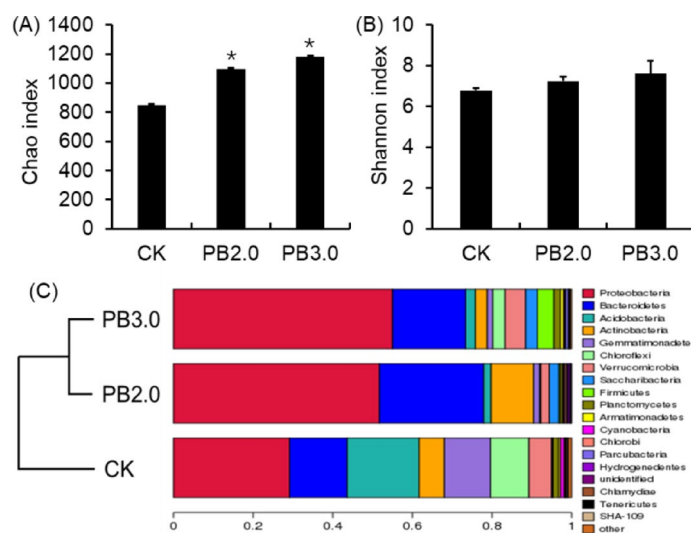 (A)
1400
1200
1000
800
600
400
200
0
Chao index
*
*
CK PB2.0 PB3.0
(B)
10
8
6
4
2
0
Shannon index
CK PB2.0 PB3.0
(C)
PB3.0
PB2.0
CK
0 0.2 0.4 0.6 0.8 1
Proteobacteria
Bacteroidetes
Acidobacteria
Actinobacteria
Gemmatimonadete
Chloroflexi
Verrucomicrobia
Saccharibacteria
Firmicutes
Planctomycetes
Armatimonadetes
Cyanobacteria
Chlorobi
Parcubacteria
Hydrogenedentes
unidentified
Chlamydiae
Tenericutes
SHA-109
other